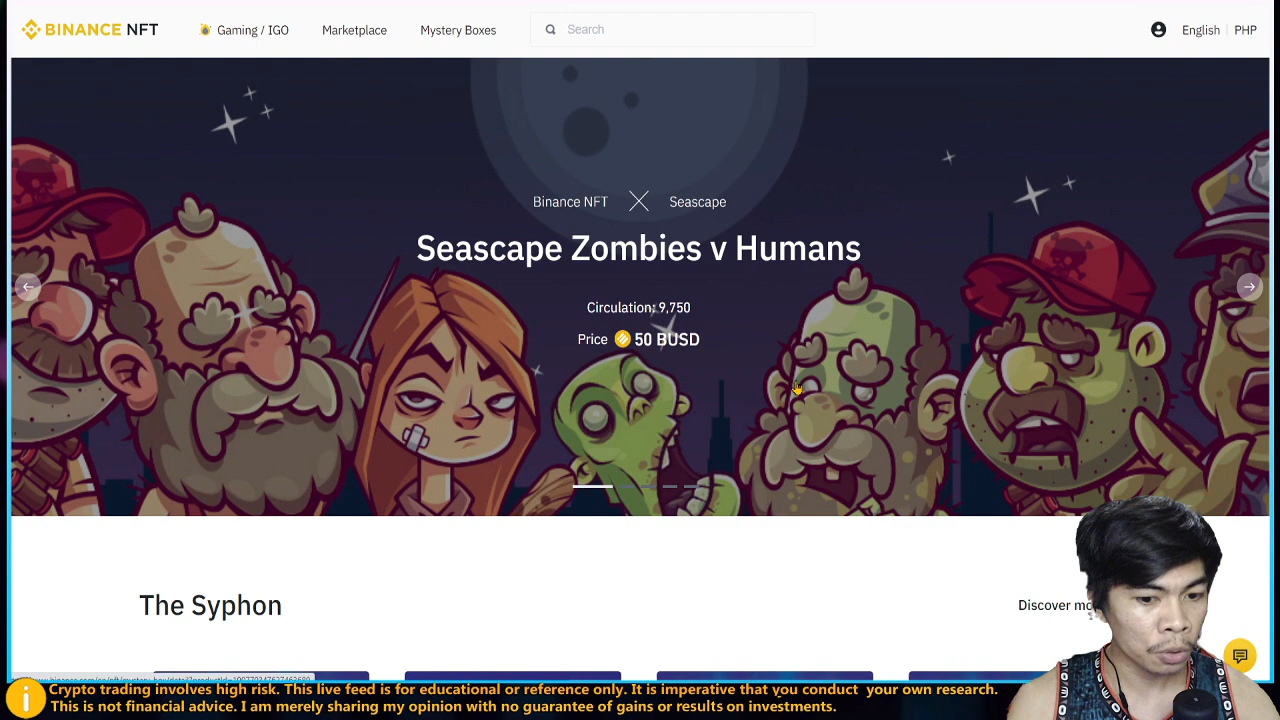 BINANCE NFT
Gaming / IGO
Marketplace
Mystery Boxes
Search
English
PHP
Binance NFT
Seascape
Seascape Zombies v Humans
Circulation: 9,750
Price 50 BUSD
The Syphon
Discover
Crypto trading involves high risk. This live feed is for educational or reference only. It is imperative that you conduct your own research.
This is not financial advice. I am merely sharing my opinion with no guarantee of gains or results on investments.